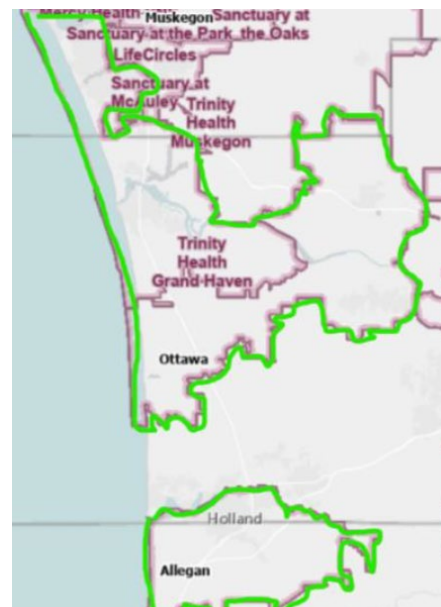 Mercy Health
Muskegon
Sanctuary at
Sanctuary at the Park
the Oaks
LifeCircles
Sanctuary at
McAuley
Trinity
Health
Muskegon
Trinity
Health
Grand Haven
Ottawa
Holland
Allegan